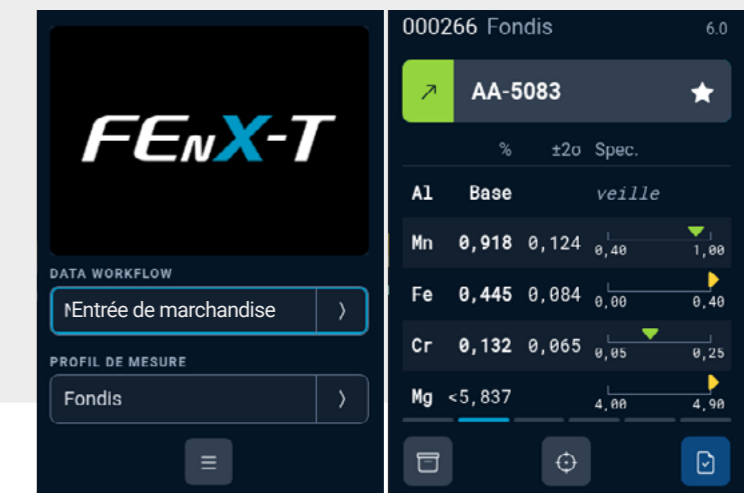 FEnX-T
DATA WORKFLOW
Entrée de marchandise
PROFIL DE MESURE
Fondis
000266 Fondis 6.0
AA-5083
% ±2σ Spec.
Al Base veille
Mn 0,918 0,124 0,40 1,00
Fe 0,445 0,084 0,00 0,40
Cr 0,132 0,065 0,05 0,25
Mg <5,837 4,00 4,90